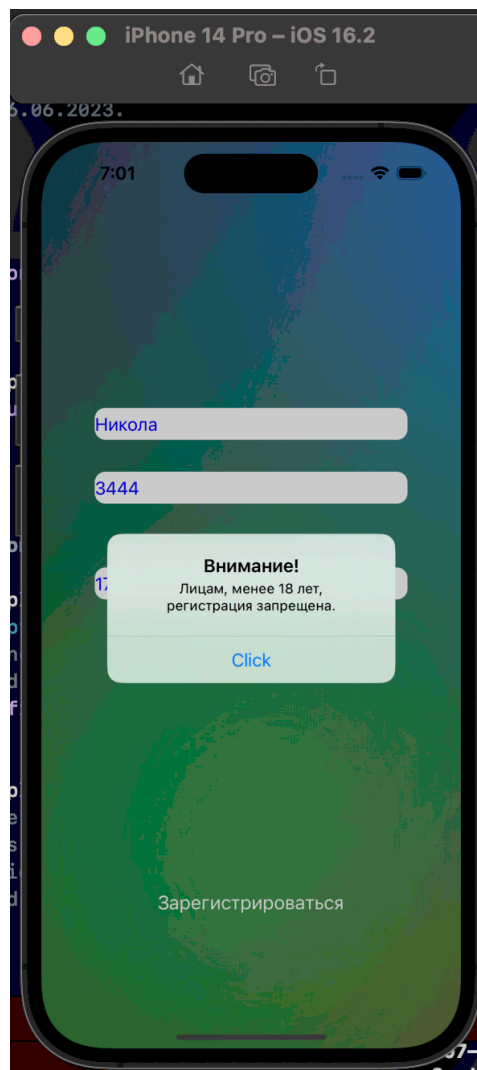 iPhone 14 Pro – iOS 16.2
6.06.2023.
7:01
Никола
3444
17
Внимание!
Лицам, менее 18 лет,
регистрация запрещена.
Click
Зарегистрироваться